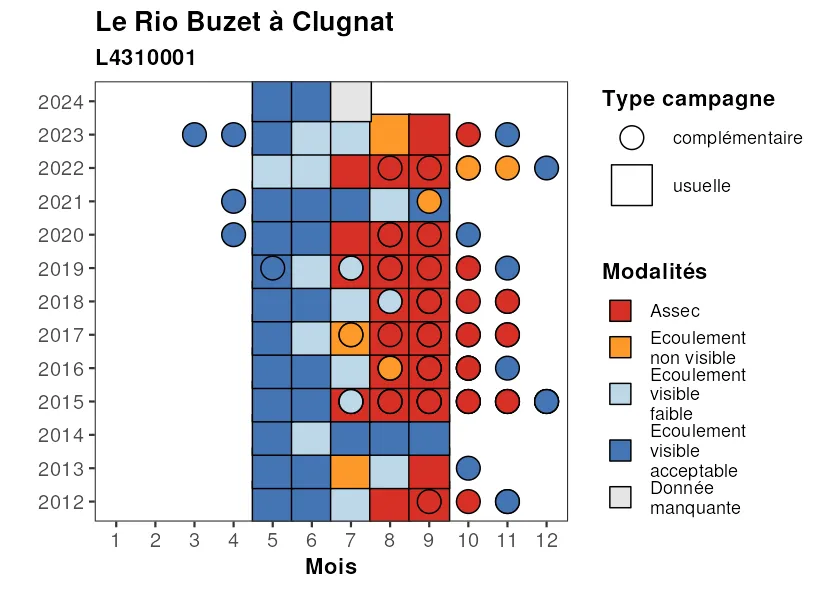 Le Rio Buzet à Clugnat
L4310001
2024
2023
2022
2021
2020
2019
2018
2017
2016
2015
2014
2013
2012
1 2 3 4 5 6 7 8 9 10 11 12
Mois
Type campagne
complémentaire
usuelle
Modalités
Assec
Ecoulement
non visible
Ecoulement
visible
faible
Ecoulement
visible
acceptable
Donnée
manquante